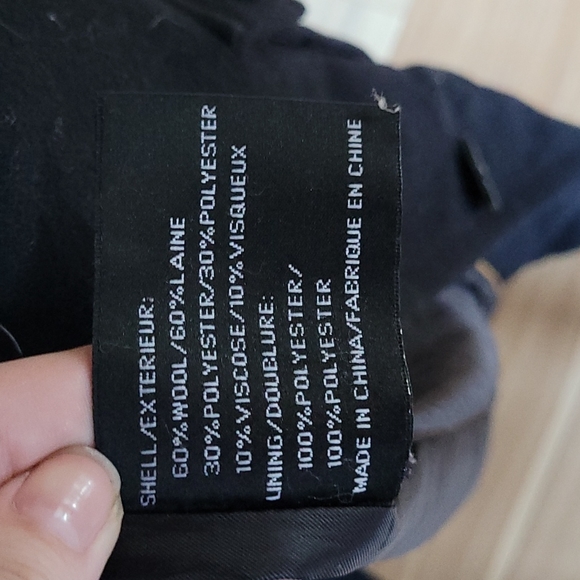 SHELL/EXTERIEUR:
60%WOOL/60%LAINE
30%POLYESTER/30%POLYESTER
10%VISCOSE/10%VISQUEUX
LINING/DOUBLURE:
100%POLYESTER/
100%POLYESTER
MADE IN CHINA/FABRIQUE EN CHINE